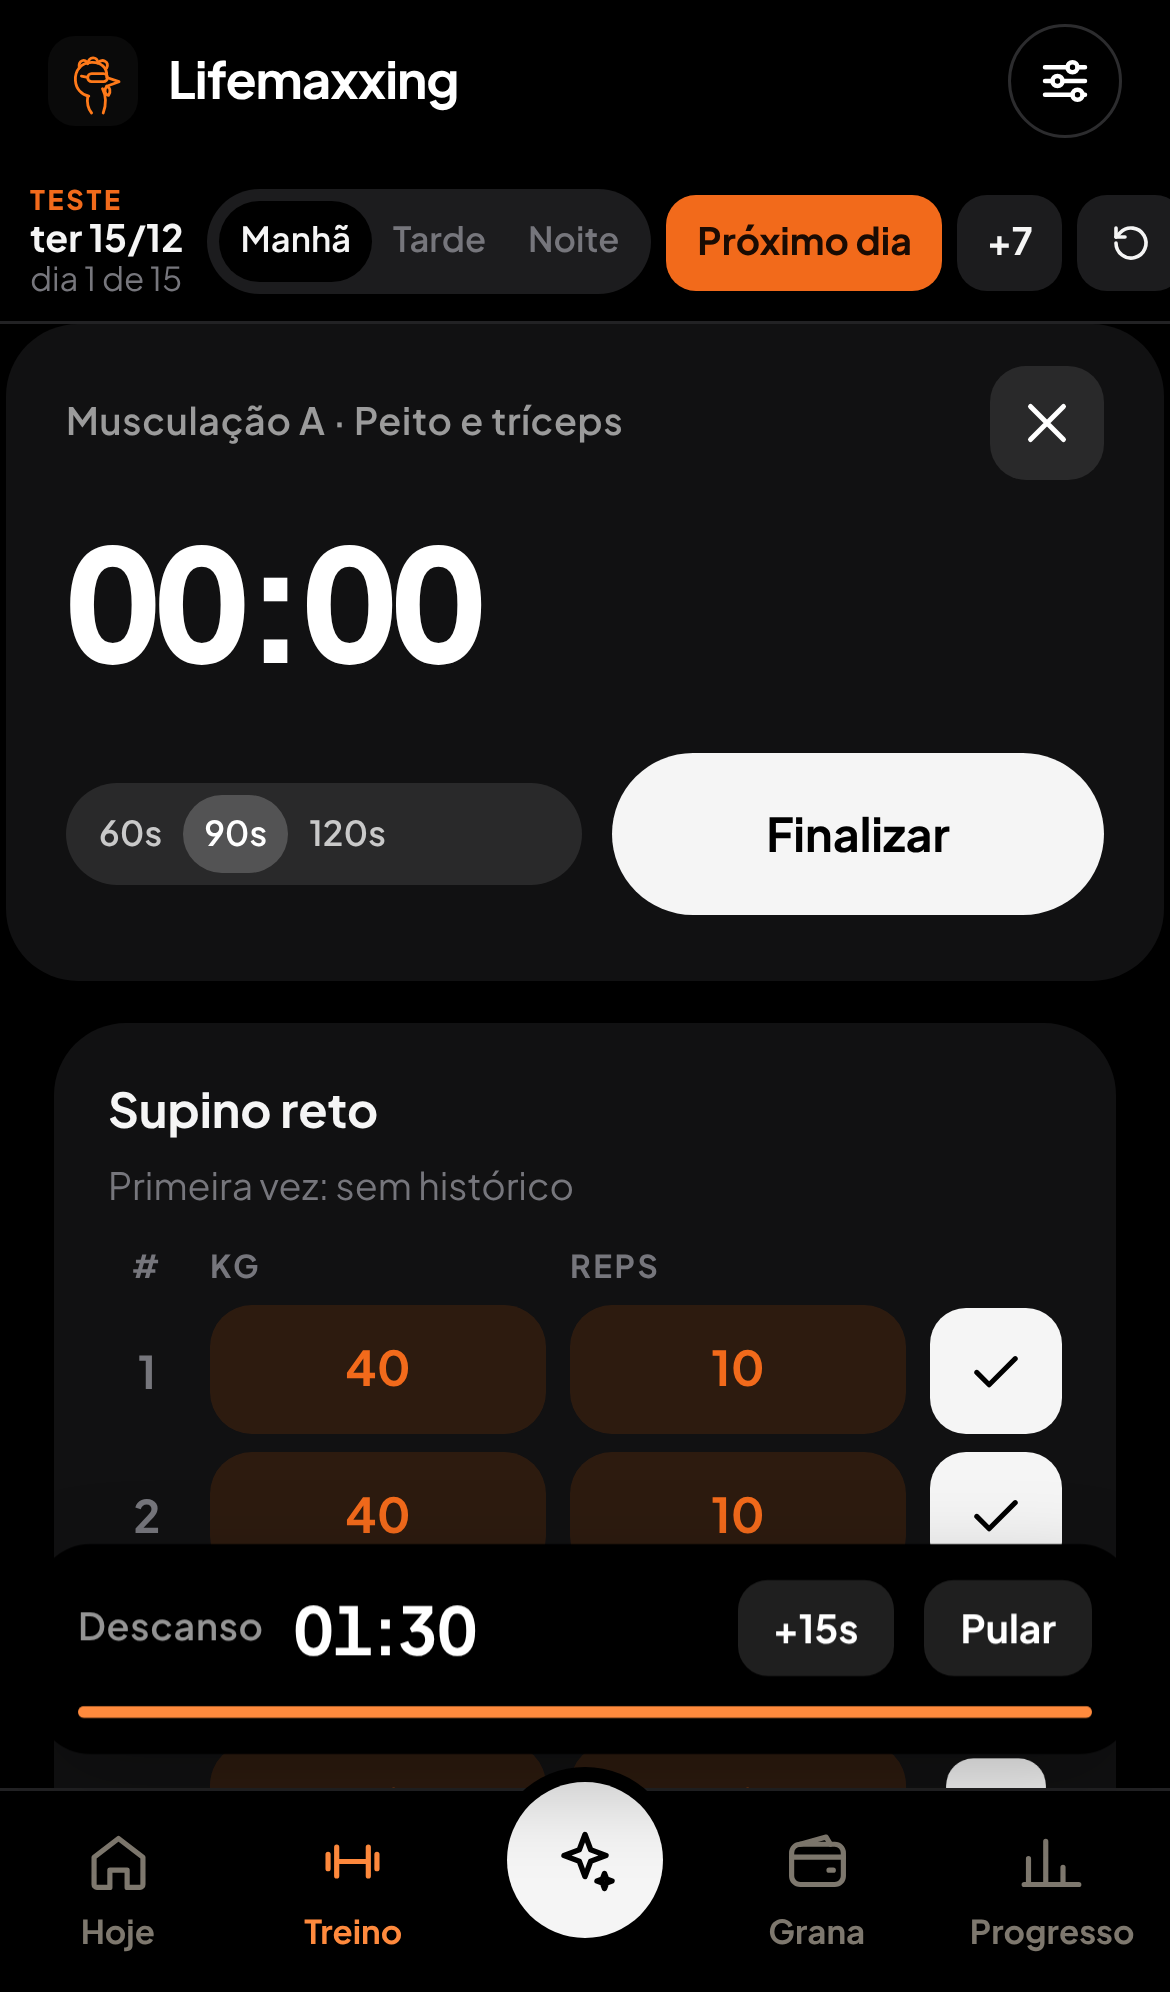 Lifemaxxing
TESTE
ter 15/12
dia 1 de 15
Manhã Tarde Noite
Próximo dia
+7
Musculação A · Peito e tríceps
00:00
60s 90s 120s
Finalizar
Supino reto
Primeira vez: sem histórico
# KG REPS
1 40 10
2 40 10
Descanso 01:30 +15s Pular
Hoje Treino Grana Progresso